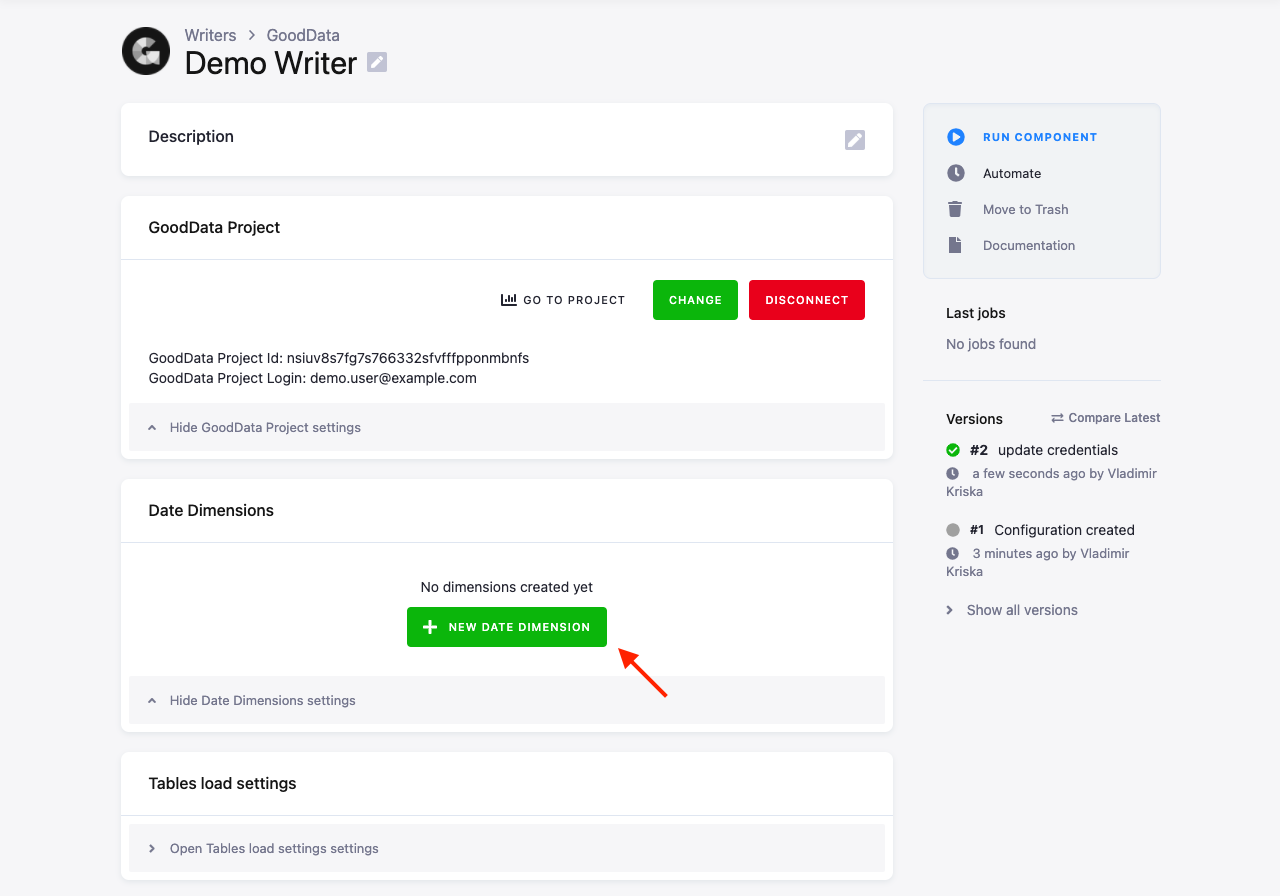 Writers > GoodData
Demo Writer
Description
GoodData Project
GO TO PROJECT
CHANGE
DISCONNECT
GoodData Project Id: nsiuv8s7fg7s766332sfvfffpponmbnfs
GoodData Project Login: demo.user@example.com
Hide GoodData Project settings
Date Dimensions
No dimensions created yet
NEW DATE DIMENSION
Hide Date Dimensions settings
Tables load settings
Open Tables load settings settings
RUN COMPONENT
Automate
Move to Trash
Documentation
Last jobs
No jobs found
Versions
Compare Latest
#2 update credentials
a few seconds ago by Vladimir
Kriska
#1 Configuration created
3 minutes ago by Vladimir
Kriska
Show all versions